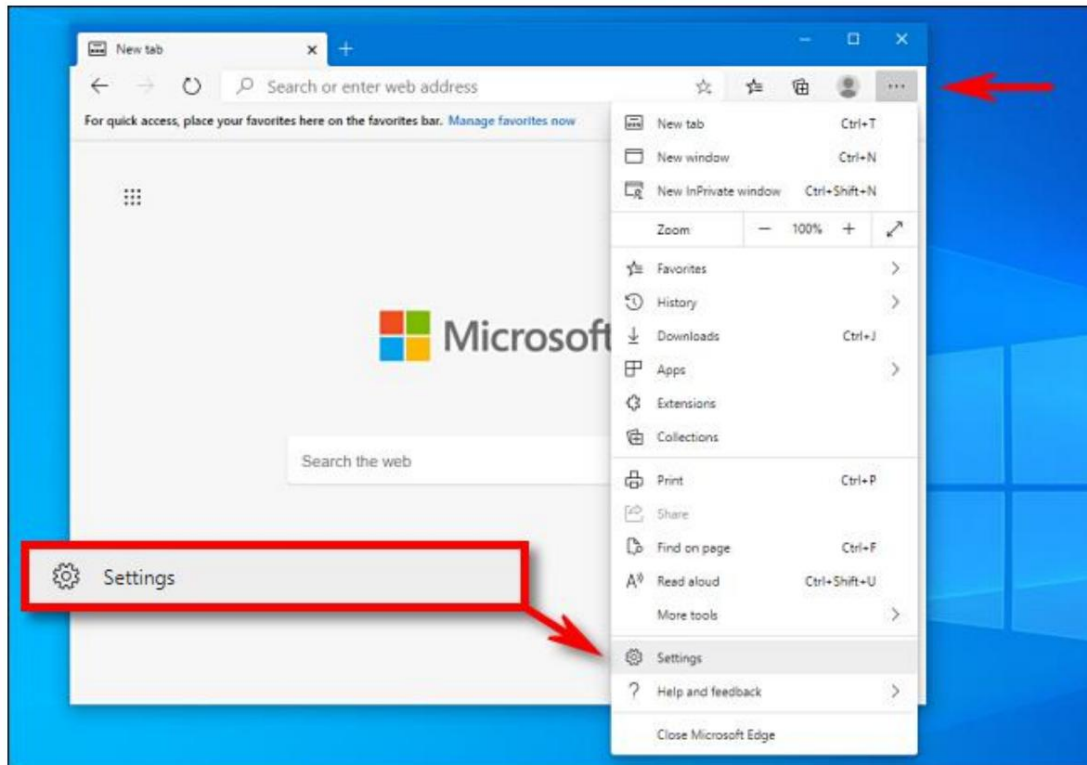 New tab
Search or enter web address
For quick access, place your favorites here on the favorites bar. Manage favorites now
New tab Ctrl+T
New window Ctrl+N
New InPrivate window Ctrl+Shift+N
Zoom — 100% +
Favorites
History
Downloads Ctrl+J
Apps
Extensions
Collections
Print Ctrl+P
Share
Find on page Ctrl+F
Read aloud Ctrl+Shift+U
More tools
Settings
Help and feedback
Close Microsoft Edge
Microsoft
Search the web
Settings